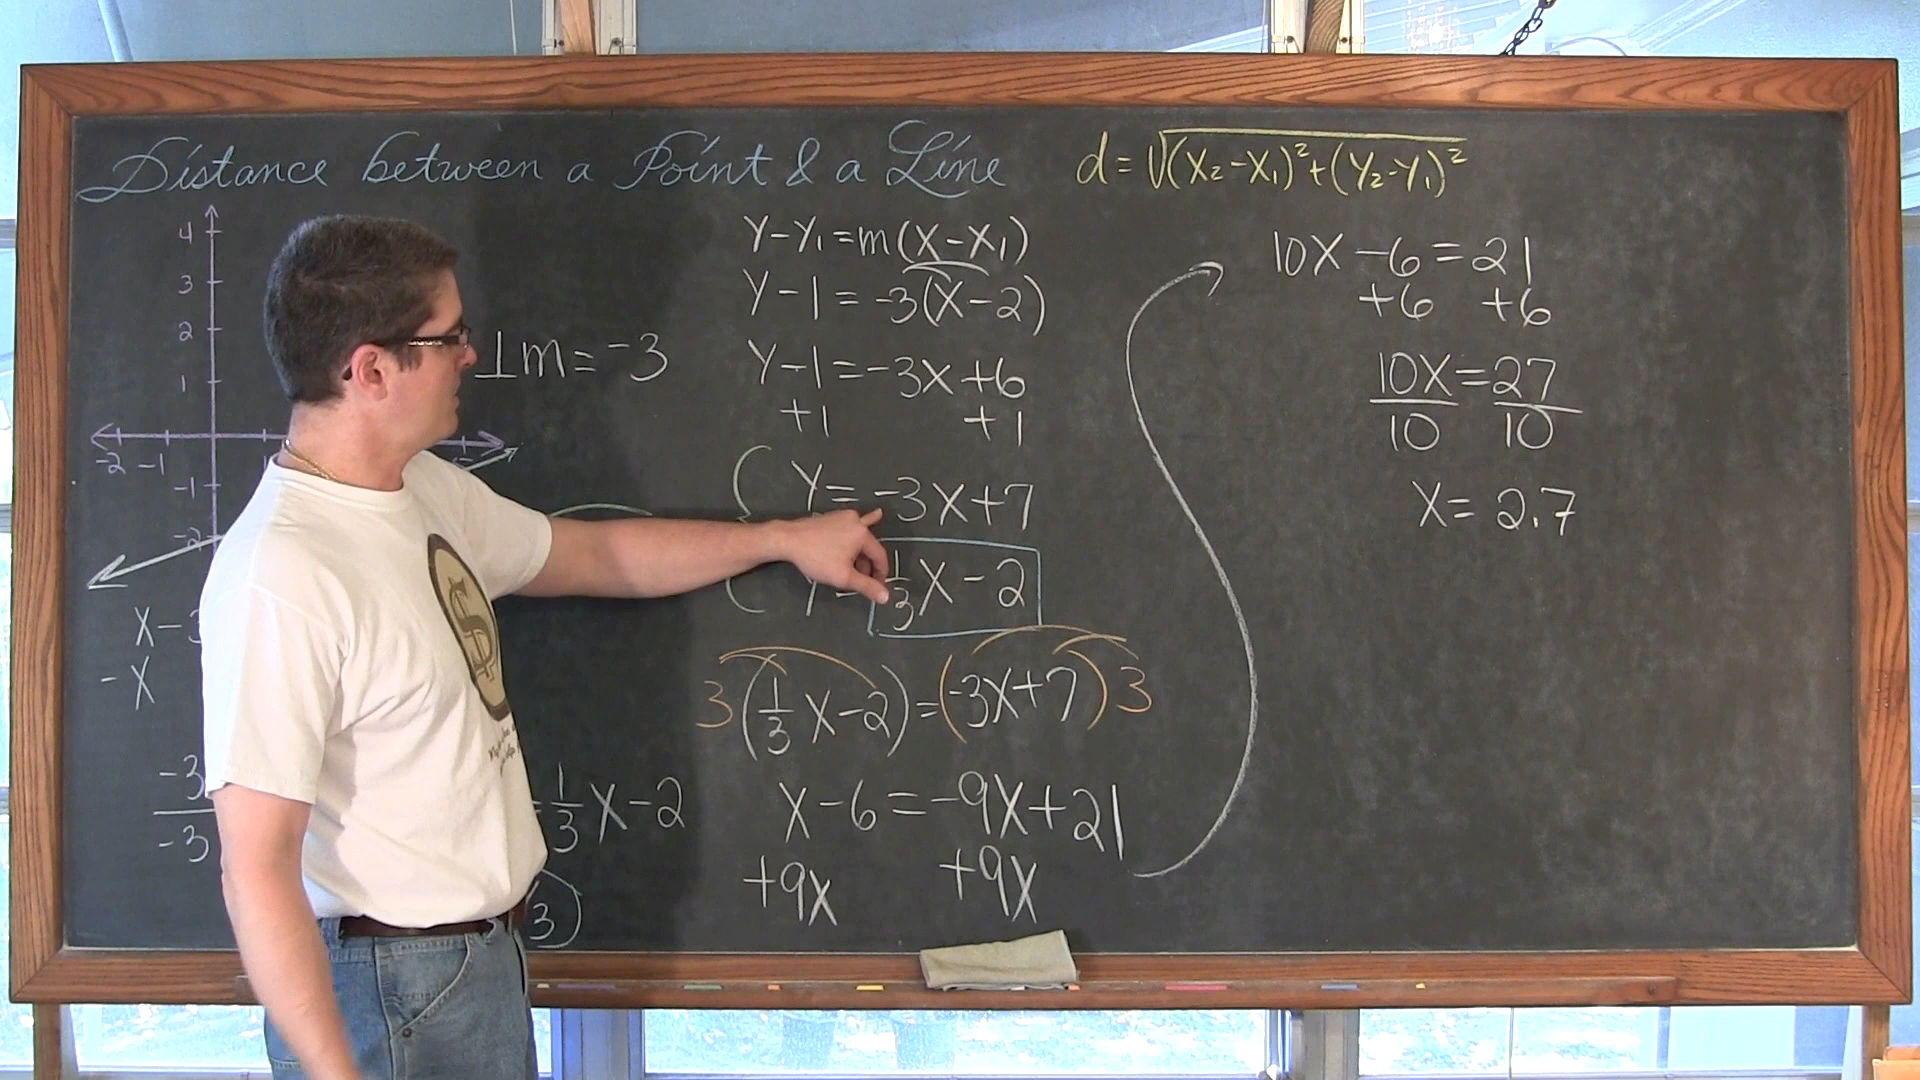 Distance between a Point & a Line
d = √(X₂-X₁)²+(Y₂-Y₁)²
4
3
2
1
-2 -1
-1
-2
X-3
-X
-3
-3
⊥m = -3
=1/3X-2
3)
Y-Y₁=m(X-X₁)
Y-1=-3(X-2)
Y-1=-3X+6
+1 +1
Y=-3X+7
1/3X-2
3(1/3X-2)=(-3X+7)3
X-6=-9X+21
+9X +9X
10X-6=21
+6 +6
10X=27
10 10
X=2.7
$